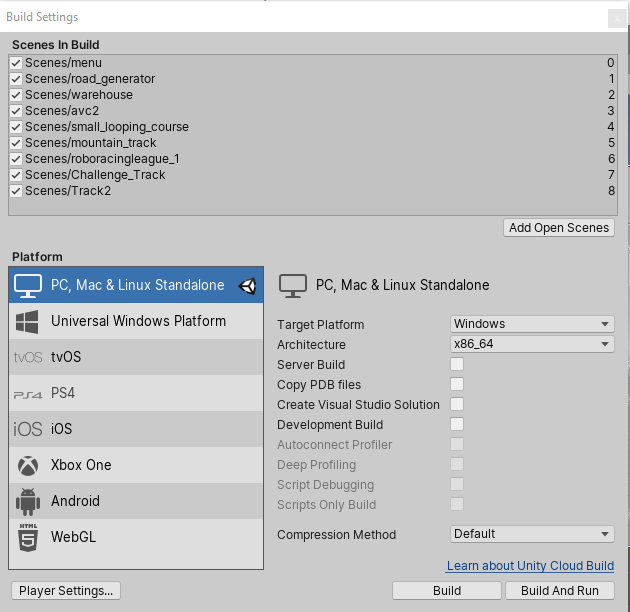 Build Settings
x
Scenes In Build
Scenes/menu 0
Scenes/road_generator 1
Scenes/warehouse 2
Scenes/avc2 3
Scenes/small_looping_course 4
Scenes/mountain_track 5
Scenes/roboracingleague_1 6
Scenes/Challenge_Track 7
Scenes/Track2 8
Add Open Scenes
Platform
PC, Mac & Linux Standalone
Universal Windows Platform
tvOS tvOS
PS4 PS4
iOS iOS
Xbox One
Android
HTML 5 WebGL
PC, Mac & Linux Standalone
Target Platform Windows
Architecture x86_64
Server Build
Copy PDB files
Create Visual Studio Solution
Development Build
Autoconnect Profiler
Deep Profiling
Script Debugging
Scripts Only Build
Compression Method Default
Learn about Unity Cloud Build
Player Settings... Build Build And Run